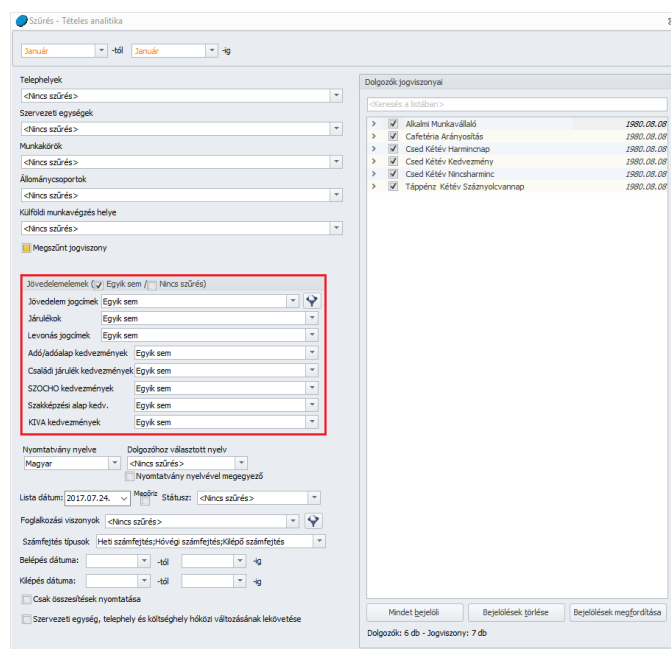 Szűrés - Tételes analitika
Január -tól Január -ig
Telephelyek
<Nincs szűrés>
Szervezeti egységek
<Nincs szűrés>
Munkakörök
<Nincs szűrés>
Állománycsoportok
<Nincs szűrés>
Külföldi munkavégzés helye
<Nincs szűrés>
Megszűnt jogviszony
Jövedelemelemek ( Egyik sem / Nincs szűrés)
Jövedelem jogcímek Egyik sem
Járulékok Egyik sem
Levonás jogcímek Egyik sem
Adó/adóalap kedvezmények Egyik sem
Családi járulék kedvezmények Egyik sem
SZOCHO kedvezmények Egyik sem
Szakképzési alap kedv. Egyik sem
KIVA kedvezmények Egyik sem
Nyomtatvány nyelve Dolgozóhoz választott nyelv
Magyar <Nincs szűrés>
Nyomtatvány nyelvével megegyező
Lista dátum: 2017.07.24. Megőriz Státusz: <Nincs szűrés>
Foglalkozási viszonyok <Nincs szűrés>
Számfejtés típusok Heti számfejtés;Hóvégi számfejtés;Kilépő számfejtés
Belépés dátuma: -tól -ig
Kilépés dátuma: -tól -ig
Csak összesítések nyomtatása
Szervezeti egység, telephely és költséghely hóközi változásának lekövetése
Dolgozók jogviszonyai
<Keresés a listában>
Alkalmi Munkavállaló 1980.08.08
Cafetéria Arányosítás 1980.08.08
Csed Kétév Harmincnap 1980.08.08
Csed Kétév Kedvezmény 1980.08.08
Csed Kétév Nincsharminc 1980.08.08
Táppénz Kétév Száznyolcvannap 1980.08.08
Mindet bejelöli Bejelölések törlése Bejelölések megfordítása
Dolgozók: 6 db - Jogviszony: 7 db